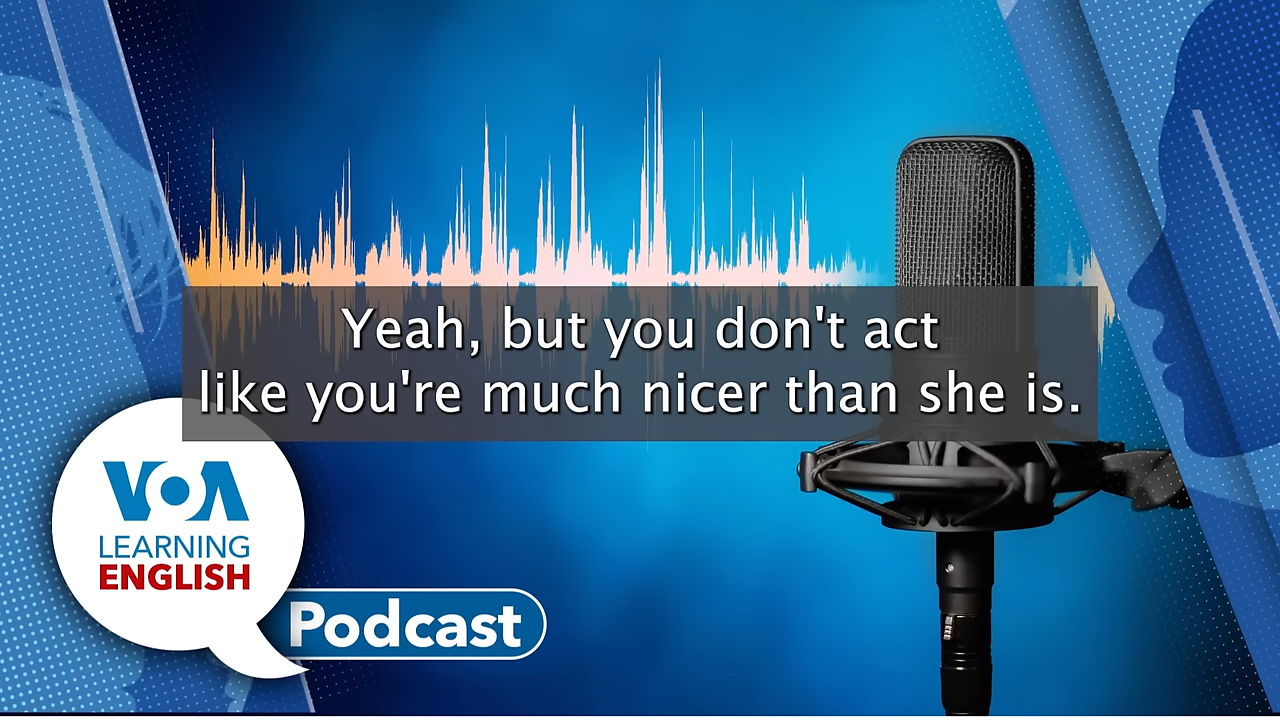 Yeah, but you don't act
like you're much nicer than she is.
VOA
LEARNING
ENGLISH
Podcast